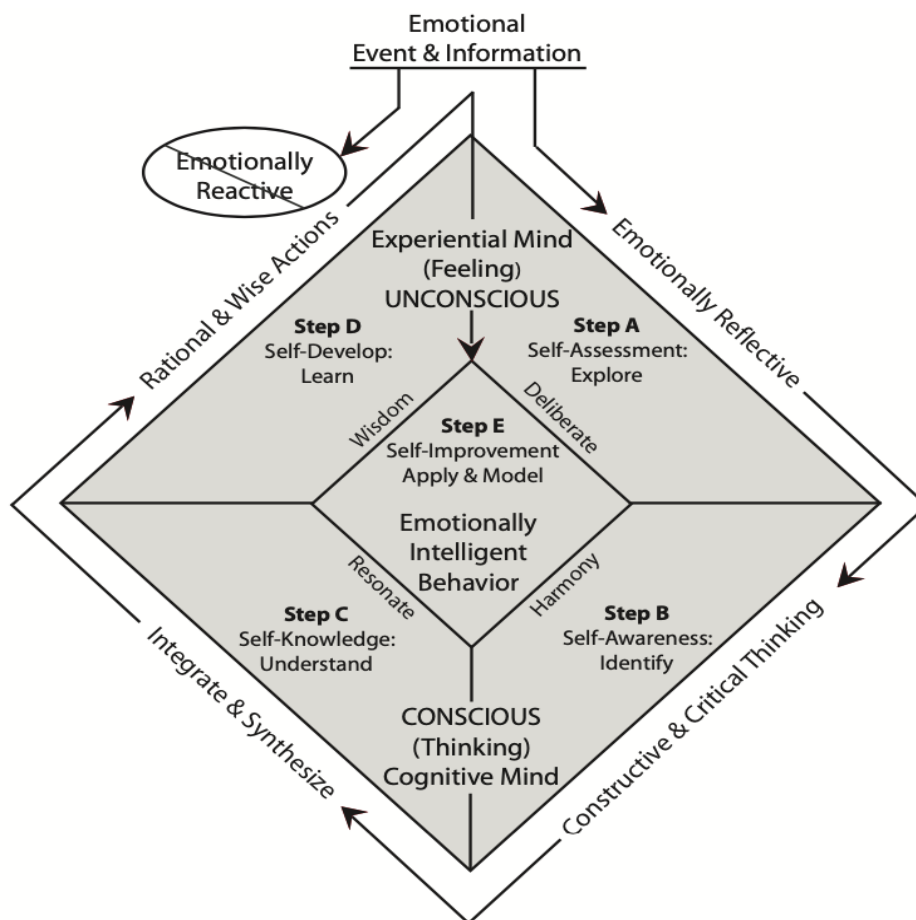 Emotional
Event & Information
Emotionally
Reactive
Rational & Wise Actions
Emotionally Reflective
Experiential Mind
(Feeling)
UNCONSCIOUS
Step D
Self-Develop:
Learn
Step A
Self-Assessment:
Explore
Wisdom
Deliberate
Step E
Self-Improvement
Apply & Model
Emotionally
Intelligent
Behavior
Resonate
Harmony
Step C
Self-Knowledge:
Understand
Step B
Self-Awareness:
Identify
CONSCIOUS
(Thinking)
Cognitive Mind
Integrate & Synthesize
Constructive & Critical Thinking